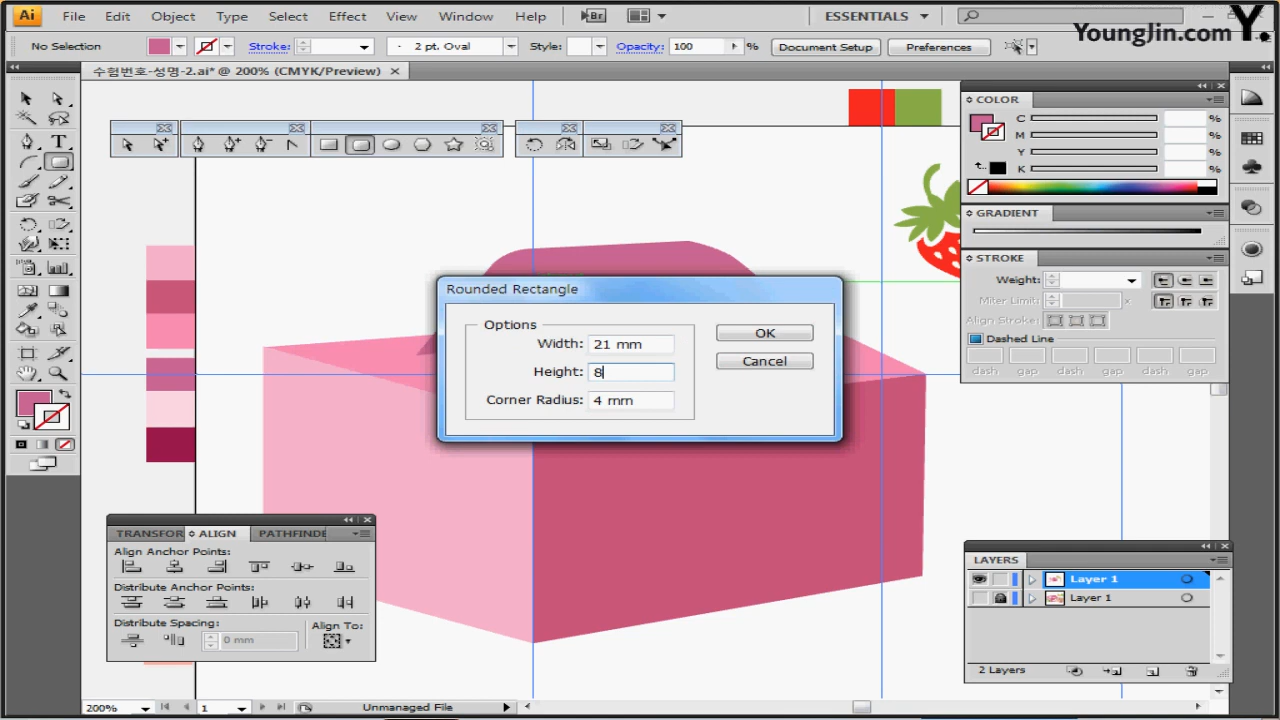 Ai File Edit Object Type Select Effect View Window Help Br ESSENTIALS
YoungJin.com Y.
No Selection Stroke: 2 pt. Oval Style: Opacity: 100 % Document Setup Preferences
수험번호-성명-2.ai* @ 200% (CMYK/Preview)
COLOR
C %
M %
Y %
K %
GRADIENT
STROKE
Weight:
Miter Limit: x
Align Stroke:
Dashed Line
dash gap dash gap dash gap
Rounded Rectangle
Options
Width: 21 mm
Height: 8
Corner Radius: 4 mm
OK
Cancel
TRANSFOR ALIGN PATHFINDE
Align Anchor Points:
Distribute Anchor Points:
Distribute Spacing: Align To:
0 mm
LAYERS
Layer 1
Layer 1
2 Layers
200% 1 Unmanaged File